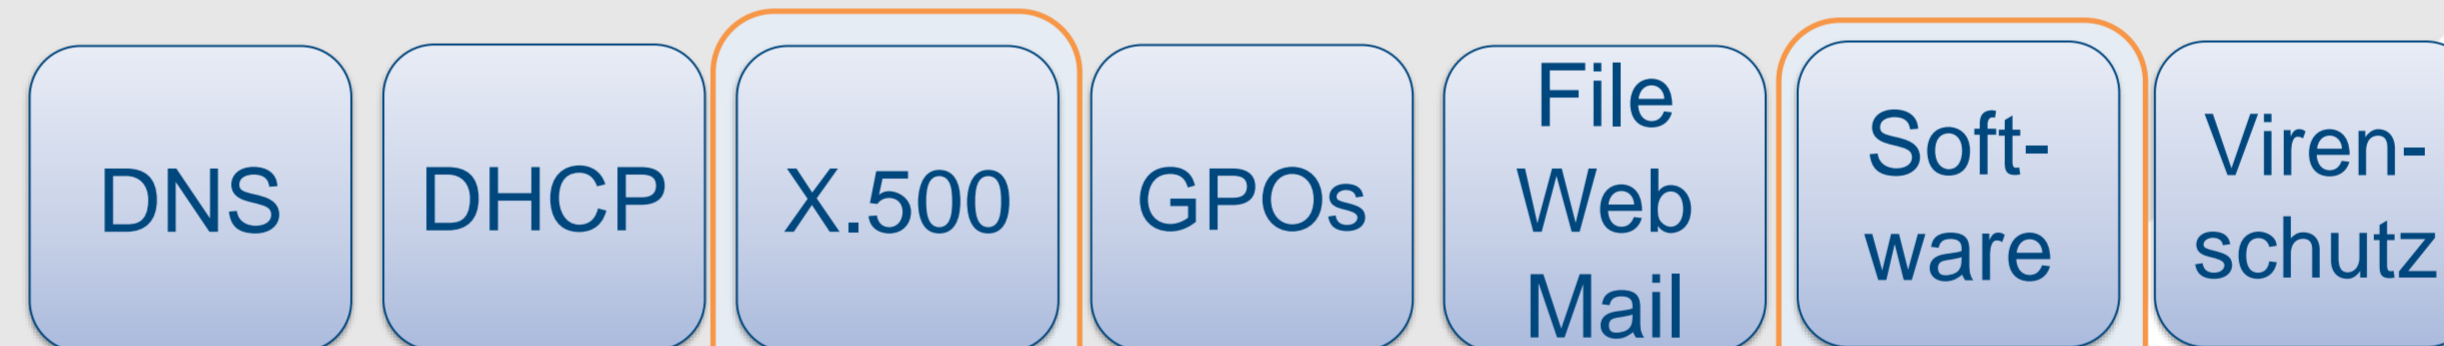 DNS
DHCP
X.500
GPOs
File
Web
Mail
Soft-
ware
Viren-
schutz